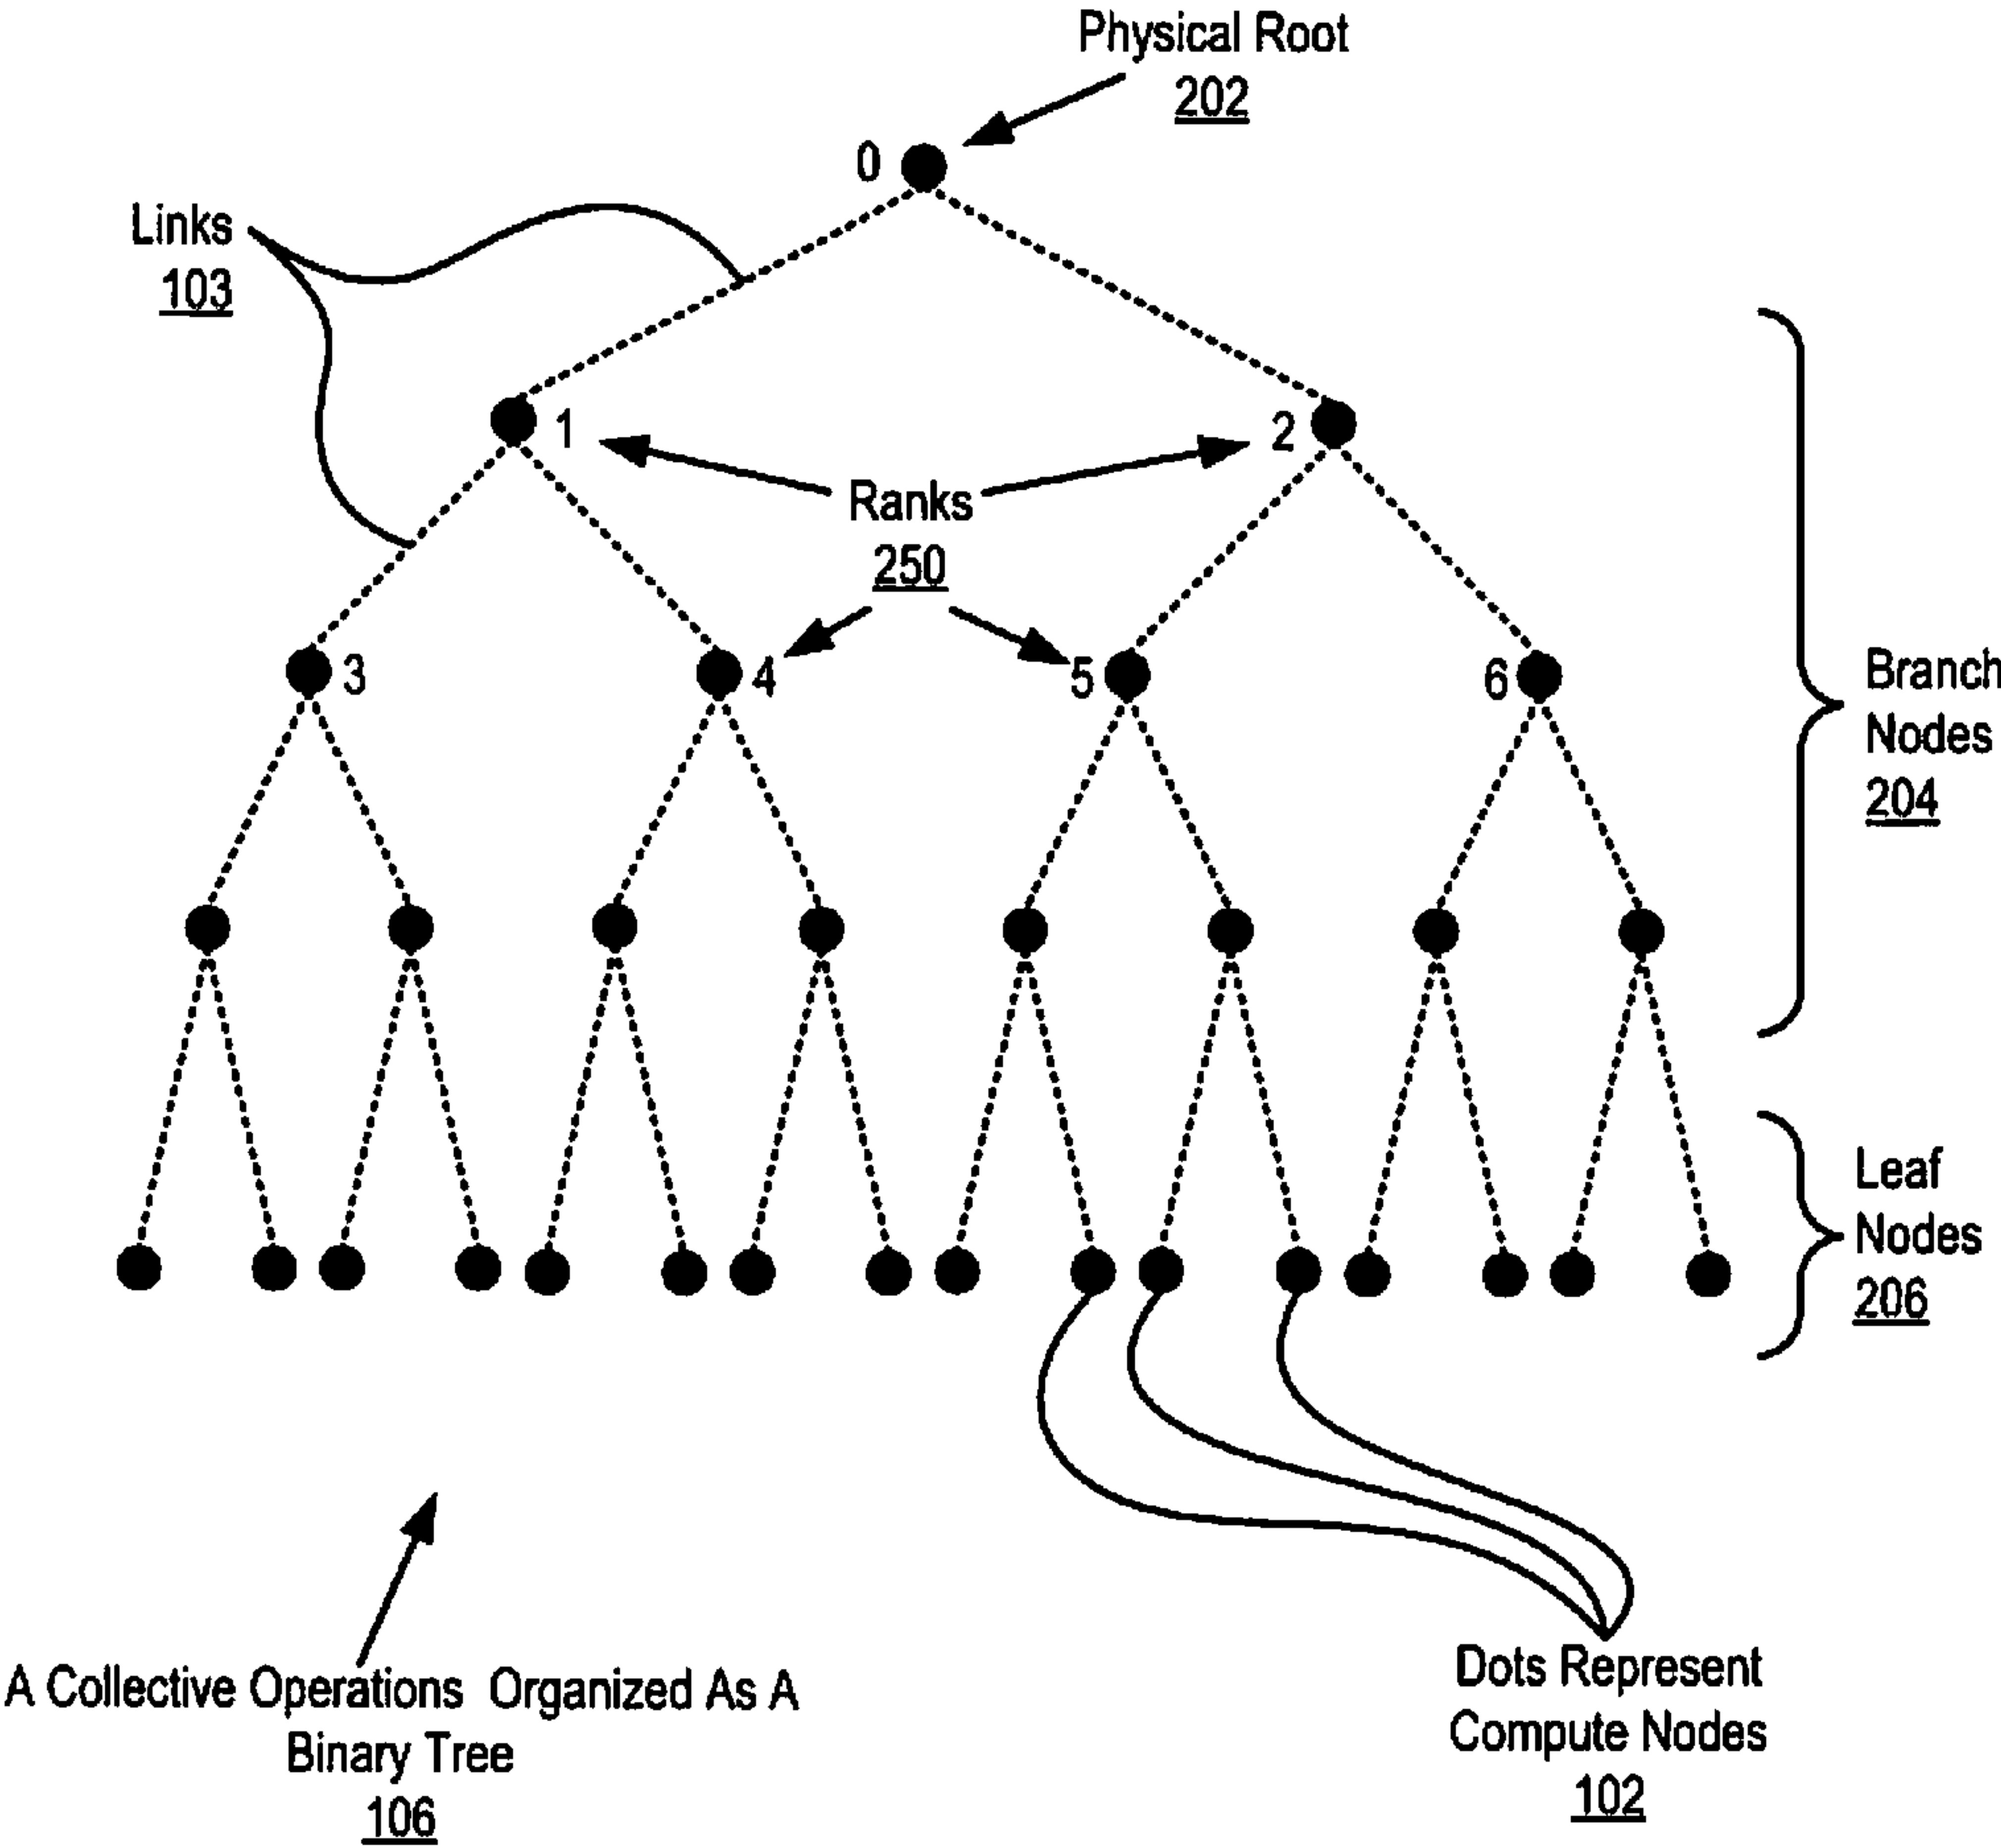 Physical Root
202
0
Links
103
1
2
Ranks
250
3
4
5
6
Branch
Nodes
204
Leaf
Nodes
206
A Collective Operations Organized As A
Binary Tree
106
Dots Represent
Compute Nodes
102